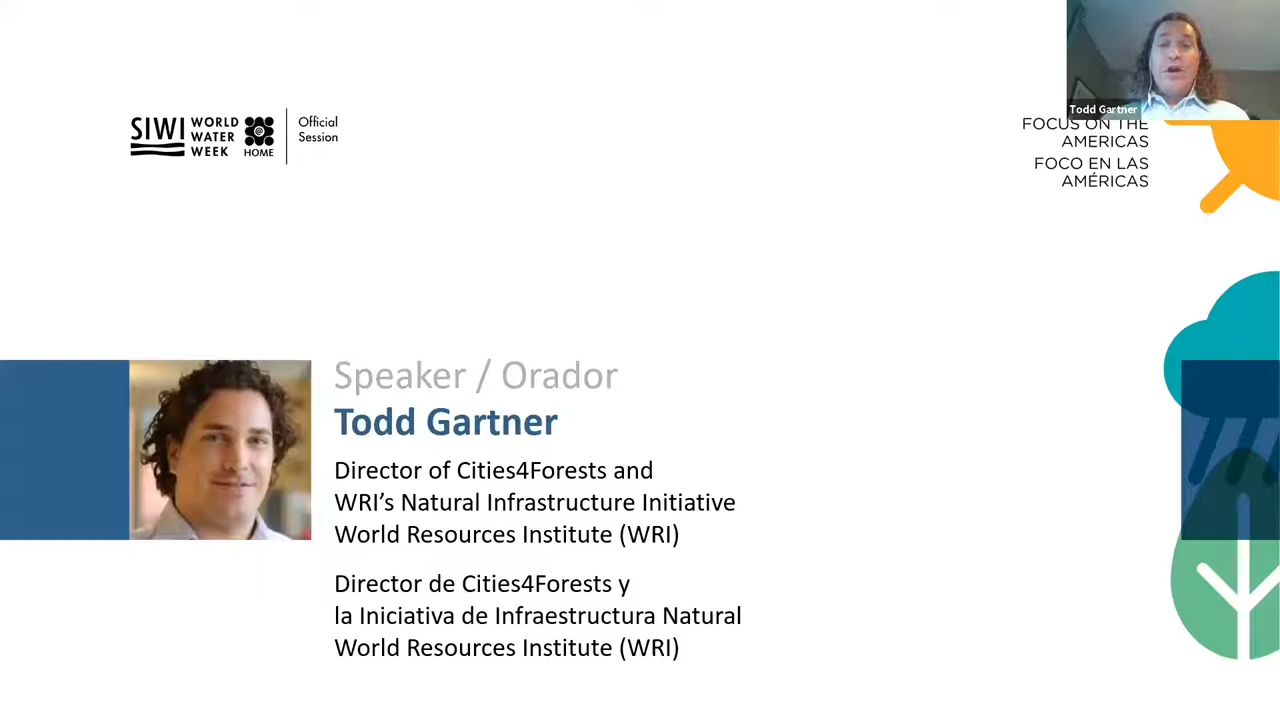 SIWI
WORLD
WATER
WEEK
HOME
Official
Session
Todd Gartner
FOCUS ON THE
AMERICAS
FOCO EN LAS
AMÉRICAS
Speaker / Orador
Todd Gartner
Director of Cities4Forests and
WRI’s Natural Infrastructure Initiative
World Resources Institute (WRI)
Director de Cities4Forests y
la Iniciativa de Infraestructura Natural
World Resources Institute (WRI)